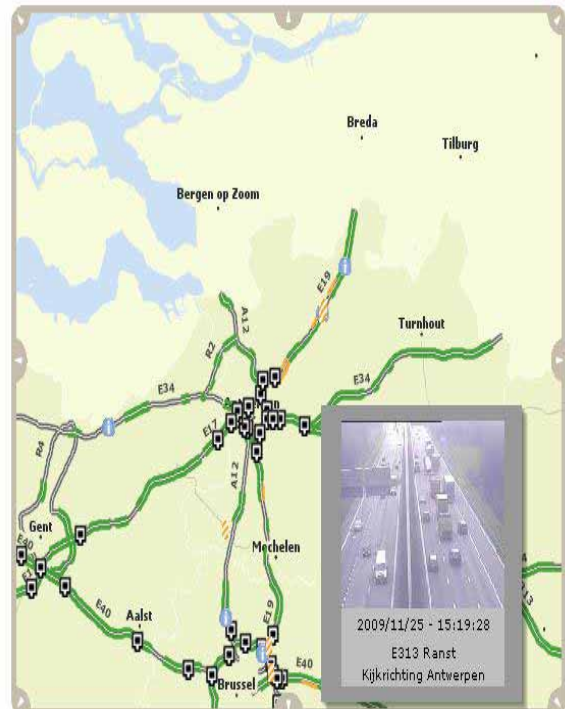 Breda
Tilburg
Bergen op Zoom
E19
A12
Turnhout
R2
E34
E34
E17
R4
A12
Gent
Mechelen
E40
E19
2009/11/25 - 15:19:28
E40
Aalst
E313 Ranst
E40
Brussel
Kijkrichting Antwerpen